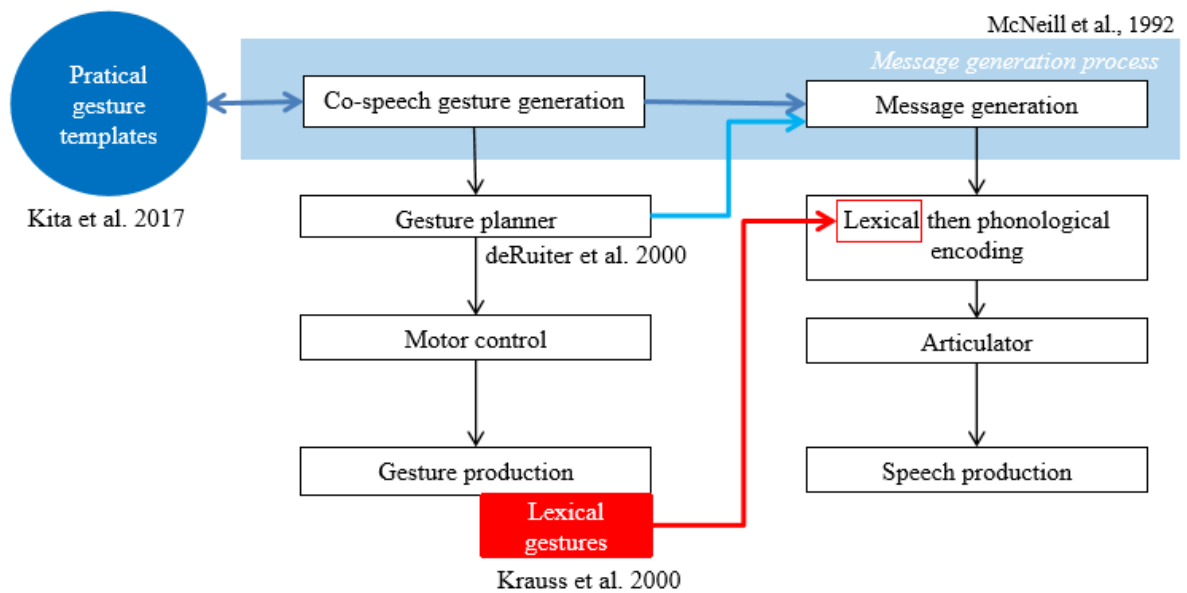 McNeill et al., 1992
Message generation process
Pratical
gesture
templates
Co-speech gesture generation
Message generation
Kita et al. 2017
Gesture planner
deRuiter et al. 2000
Lexical then phonological
encoding
Motor control
Articulator
Gesture production
Speech production
Lexical
gestures
Krauss et al. 2000